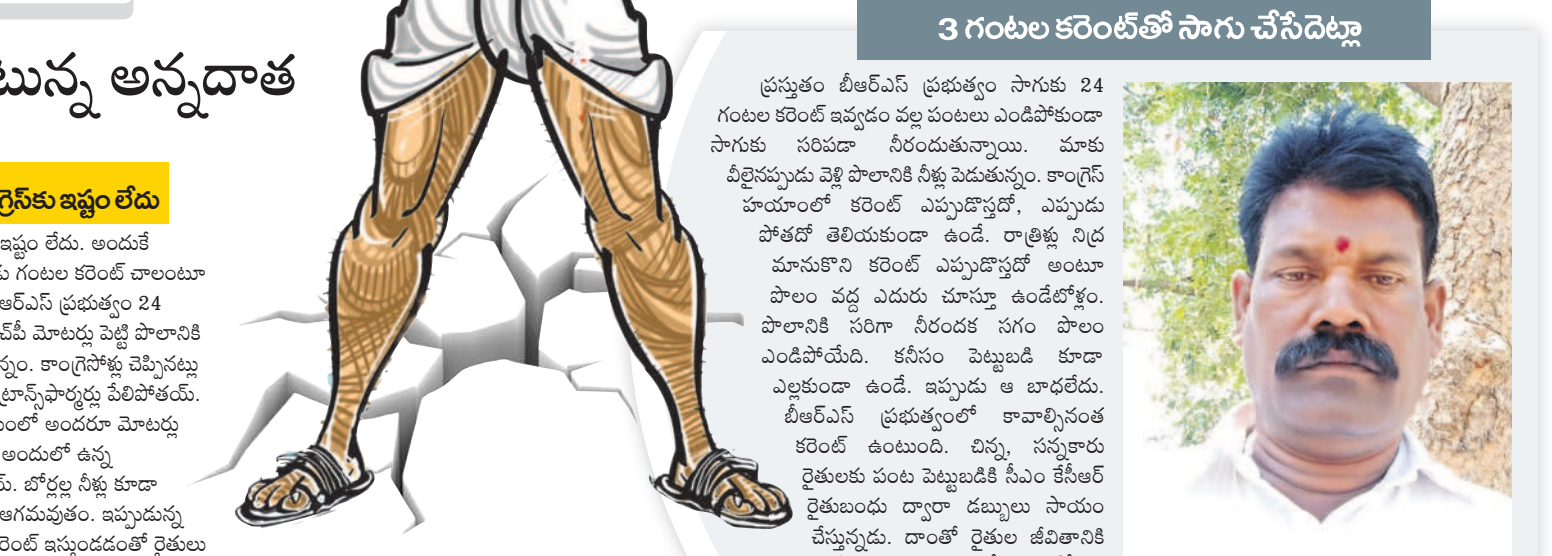 టున్న అన్నదాత
గ్రెస్‌కు ఇష్టం లేదు
ఇష్టం లేదు. అందుకే
గంటల కరెంట్ చాలంటూ
ఆర్ఎస్ ప్రభుత్వం 24
మోటర్లు పెట్టి పొలానికి
కాంగ్రెసోళ్లు చెప్పినట్లు
ట్రాన్స్‌ఫార్మర్లు పేలిపోతయ్.
అందరూ మోటర్లు
అందులో ఉన్న
బోర్లల్ల నీళ్లు కూడా
ఆగమవుతం. ఇప్పుడున్న
రెంట్ ఇస్తుండడంతో రైతులు
3 గంటల కరెంట్‌తో సాగు చేసేదెట్లా
ప్రస్తుతం బీఆర్ఎస్ ప్రభుత్వం సాగుకు 24
గంటల కరెంట్ ఇవ్వడం వల్ల పంటలు ఎండిపోకుండా
సాగుకు సరిపడా నీరందుతున్నాయి. మాకు
వీలైనప్పుడు వెళ్లి పొలానికి నీళ్లు పెడుతున్నం. కాంగ్రెస్
హయాంలో కరెంట్ ఎప్పుడొస్తదో, ఎప్పుడు
పోతదో తెలియకుండా ఉండే. రాత్రిళ్లు నిద్ర
మానుకొని కరెంట్ ఎప్పుడొస్తదో అంటూ
పొలం వద్ద ఎదురు చూస్తూ ఉండేటోళ్లం.
పొలానికి సరిగా నీరందక సగం పొలం
ఎండిపోయేది. కనీసం పెట్టుబడి కూడా
ఎల్లకుండా ఉండే. ఇప్పుడు ఆ బాధలేదు.
బీఆర్ఎస్ ప్రభుత్వంలో కావాల్సినంత
కరెంట్ ఉంటుంది. చిన్న, సన్నకారు
రైతులకు పంట పెట్టుబడికి సీఎం కేసీఆర్
రైతుబంధు ద్వారా డబ్బులు సాయం
చేస్తున్నడు. దాంతో రైతుల జీవితానికి